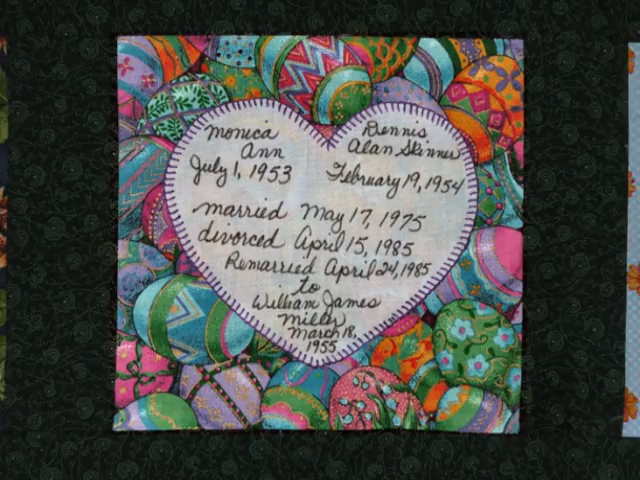 Monica
Ann
July 1, 1953
Dennis
Alan Skinner
February 19, 1954
married May 17, 1975
divorced April 15, 1985
Remarried April 24, 1985
to
William James
Miller
March 18,
1955